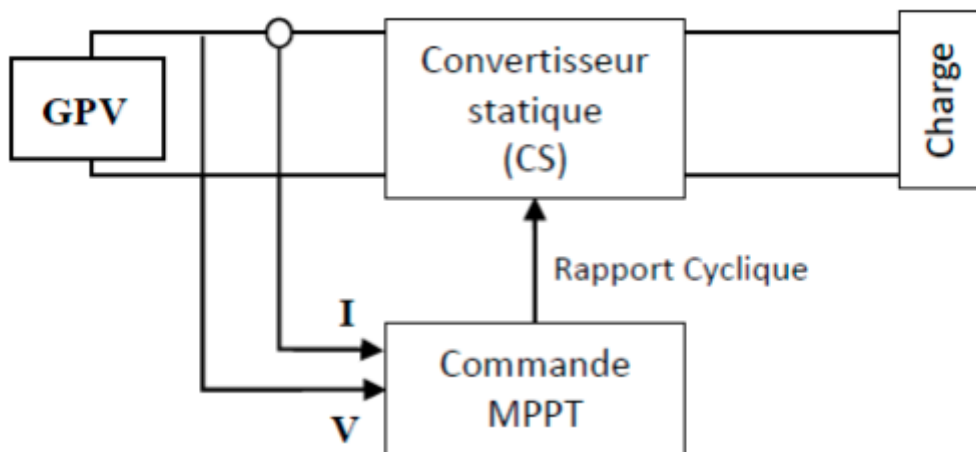 GPV
Convertisseur
statique
(CS)
Charge
Rapport Cyclique
I
V
Commande
MPPT